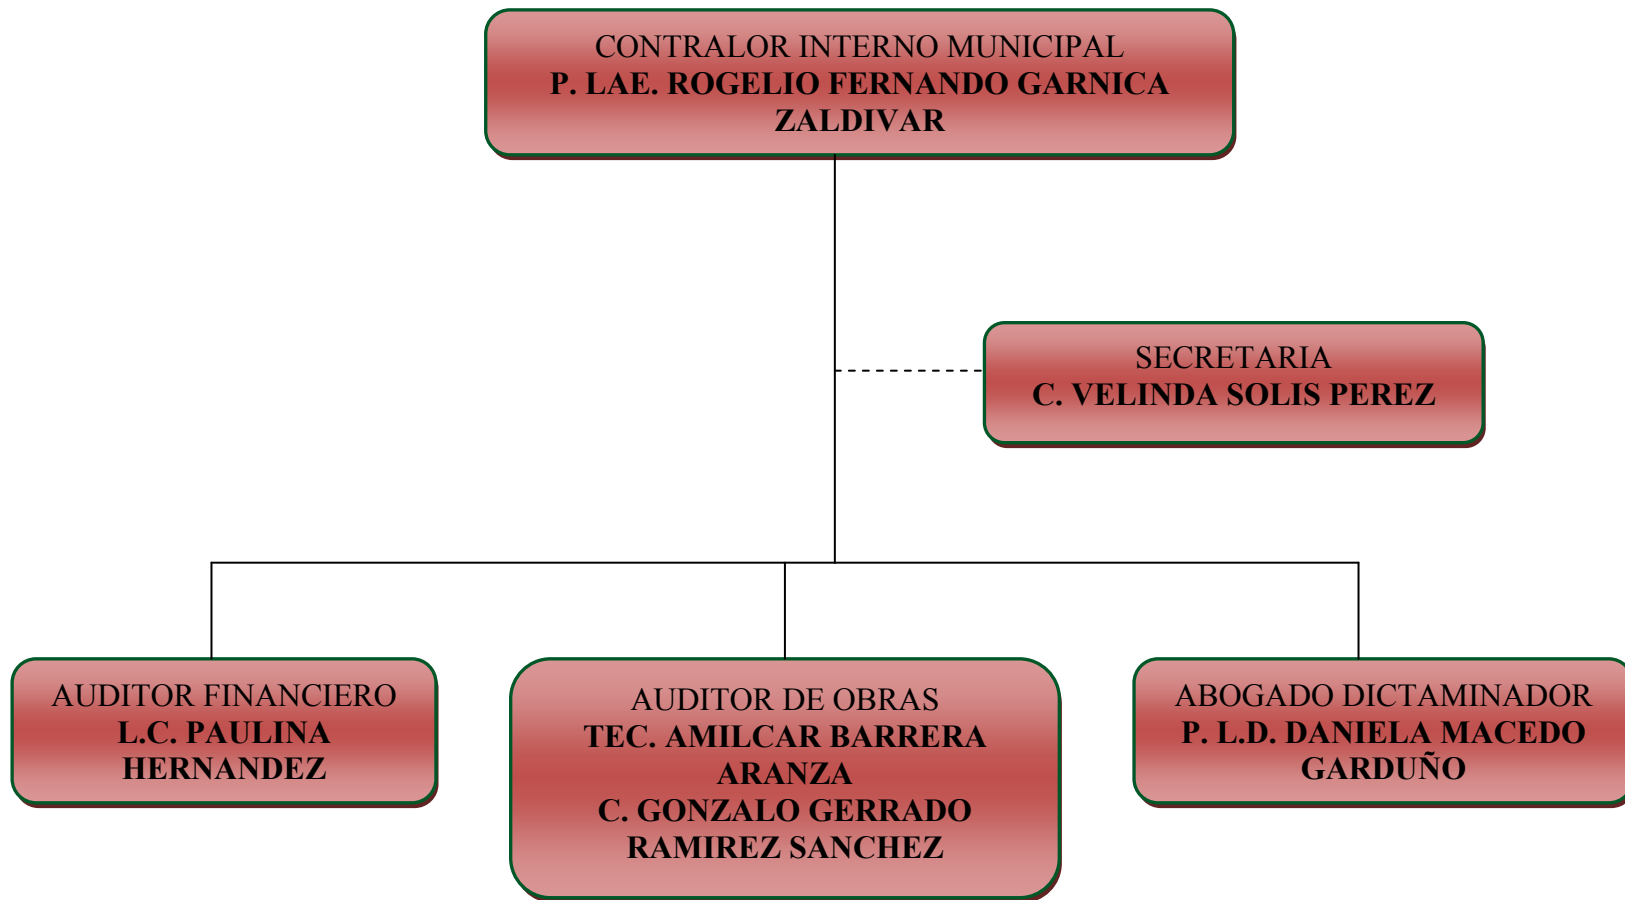 CONTRALOR INTERNO MUNICIPAL
P. LAE. ROGELIO FERNANDO GARNICA
ZALDIVAR
SECRETARIA
C. VELINDA SOLIS PEREZ
AUDITOR FINANCIERO
L.C. PAULINA
HERNANDEZ
AUDITOR DE OBRAS
TEC. AMILCAR BARRERA
ARANZA
C. GONZALO GERRADO
RAMIREZ SANCHEZ
ABOGADO DICTAMINADOR
P. L.D. DANIELA MACEDO
GARDUÑO